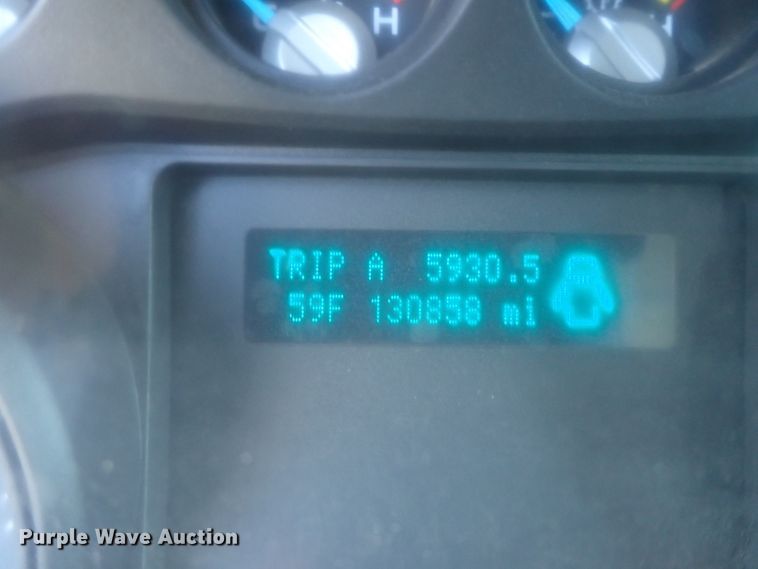 H
H
TRIP A 5930.5
59F 130858 mi
Purple Wave Auction